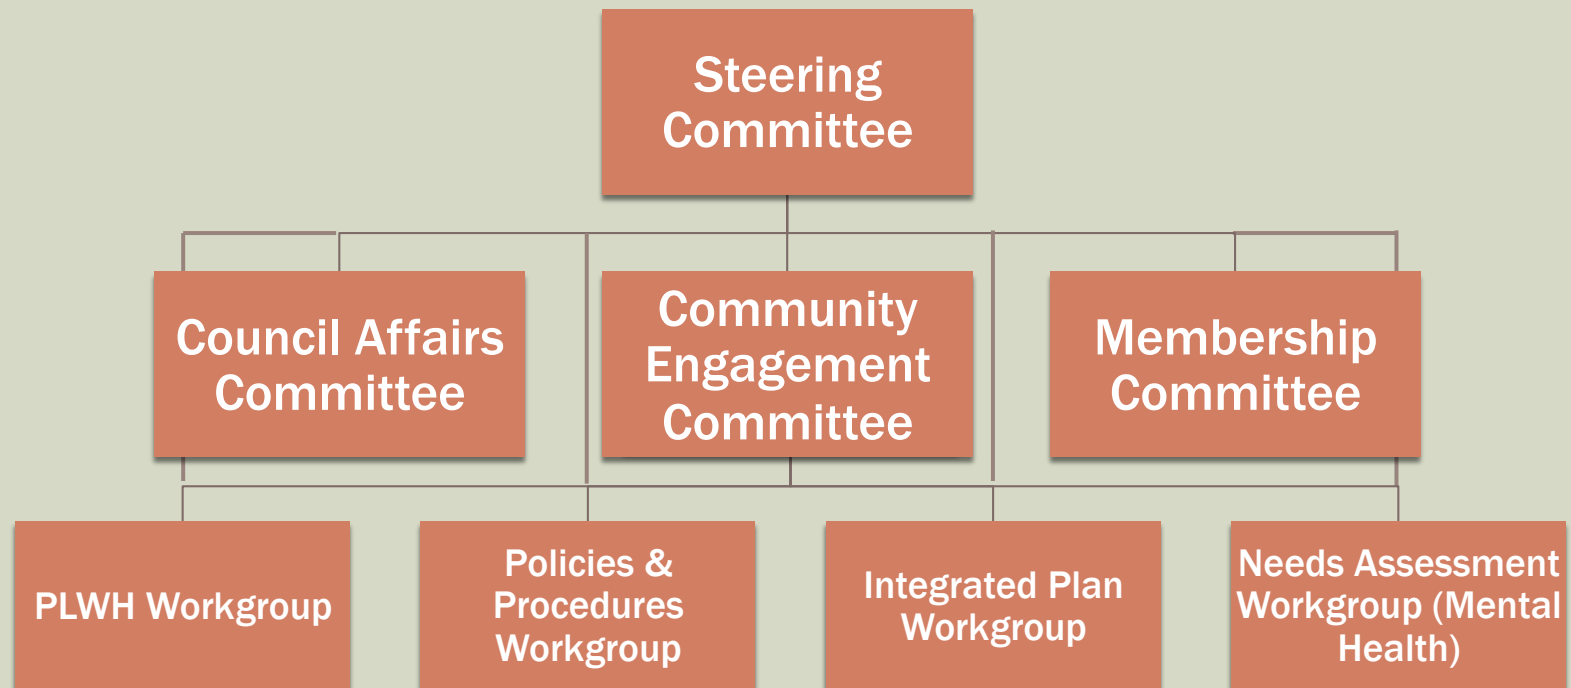 Steering
Committee
Council Affairs
Committee
Community
Engagement
Committee
Membership
Committee
PLWH Workgroup
Policies &
Procedures
Workgroup
Integrated Plan
Workgroup
Needs Assessment
Workgroup (Mental
Health)